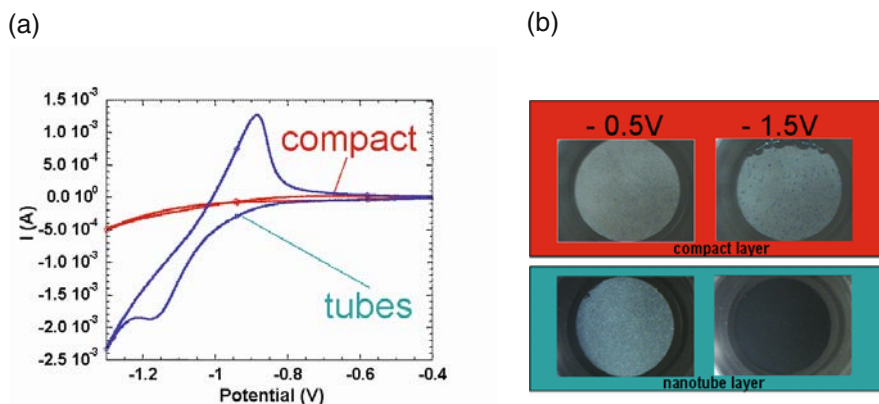 (a)
(b)
1.5 10⁻³
1.0 10⁻³
5.0 10⁻⁴
0.0 10⁰
-5.0 10⁻⁴
-1.0 10⁻³
-1.5 10⁻³
-2.0 10⁻³
-2.5 10⁻³
I (A)
compact
tubes
-1.2
-1
-0.8
-0.6
-0.4
Potential (V)
- 0.5V
- 1.5V
compact layer
nanotube layer